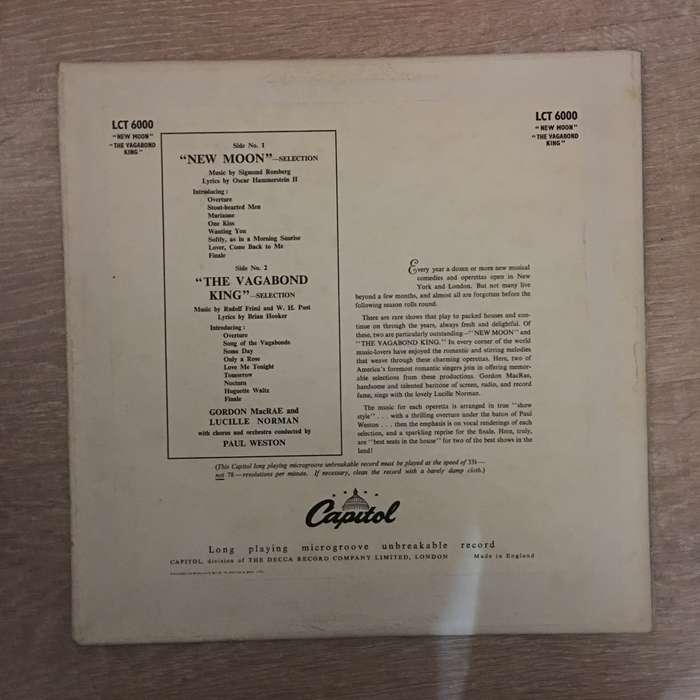 LCT 6000
"NEW MOON"
"THE VAGABOND
KING"
LCT 6000
"NEW MOON"
"THE VAGABOND
KING"
Side No. 1
"NEW MOON"—SELECTION
Music by Sigmund Romberg
Lyrics by Oscar Hammerstein II
Introducing :
Overture
Stout-hearted Men
Marianne
One Kiss
Wanting You
Softly, as in a Morning Sunrise
Lover, Come Back to Me
Finale
Side No. 2
"THE VAGABOND
KING"—SELECTION
Music by Rudolf Friml and W. H. Post
Lyrics by Brian Hooker
Introducing :
Overture
Song of the Vagabonds
Some Day
Only a Rose
Love Me Tonight
Tomorrow
Nocturn
Huguette Waltz
Finale
GORDON MacRAE and
LUCILLE NORMAN
with chorus and orchestra conducted by
PAUL WESTON
Every year a dozen or more new musical
comedies and operettas open in New
York and London. But not many live
beyond a few months, and almost all are forgotten before the
following season rolls round.
There are rare shows that play to packed houses and con-
tinue on through the years, always fresh and delightful. Of
these, two are particularly outstanding—"NEW MOON" and
"THE VAGABOND KING." In every corner of the world
music-lovers have enjoyed the romantic and stirring melodies
that weave through these charming operettas. Here, two of
America's foremost romantic singers join in offering memor-
able selections from these productions. Gordon MacRae,
handsome and talented baritone of screen, radio, and record
fame, sings with the lovely Lucille Norman.
The music for each operetta is arranged in true "show
style" . . . with a thrilling overture under the baton of Paul
Weston . . . then the emphasis is on vocal renderings of each
selection, and a sparkling reprise for the finale. Here, truly,
are "best seats in the house" for two of the best shows in the
land!
(This Capitol long playing microgroove unbreakable record must be played at the speed of 33⅓—
not 78—revolutions per minute. If necessary, clean the record with a barely damp cloth.)
Capitol
Long playing microgroove unbreakable record
CAPITOL, division of THE DECCA RECORD COMPANY LIMITED, LONDON Made in England